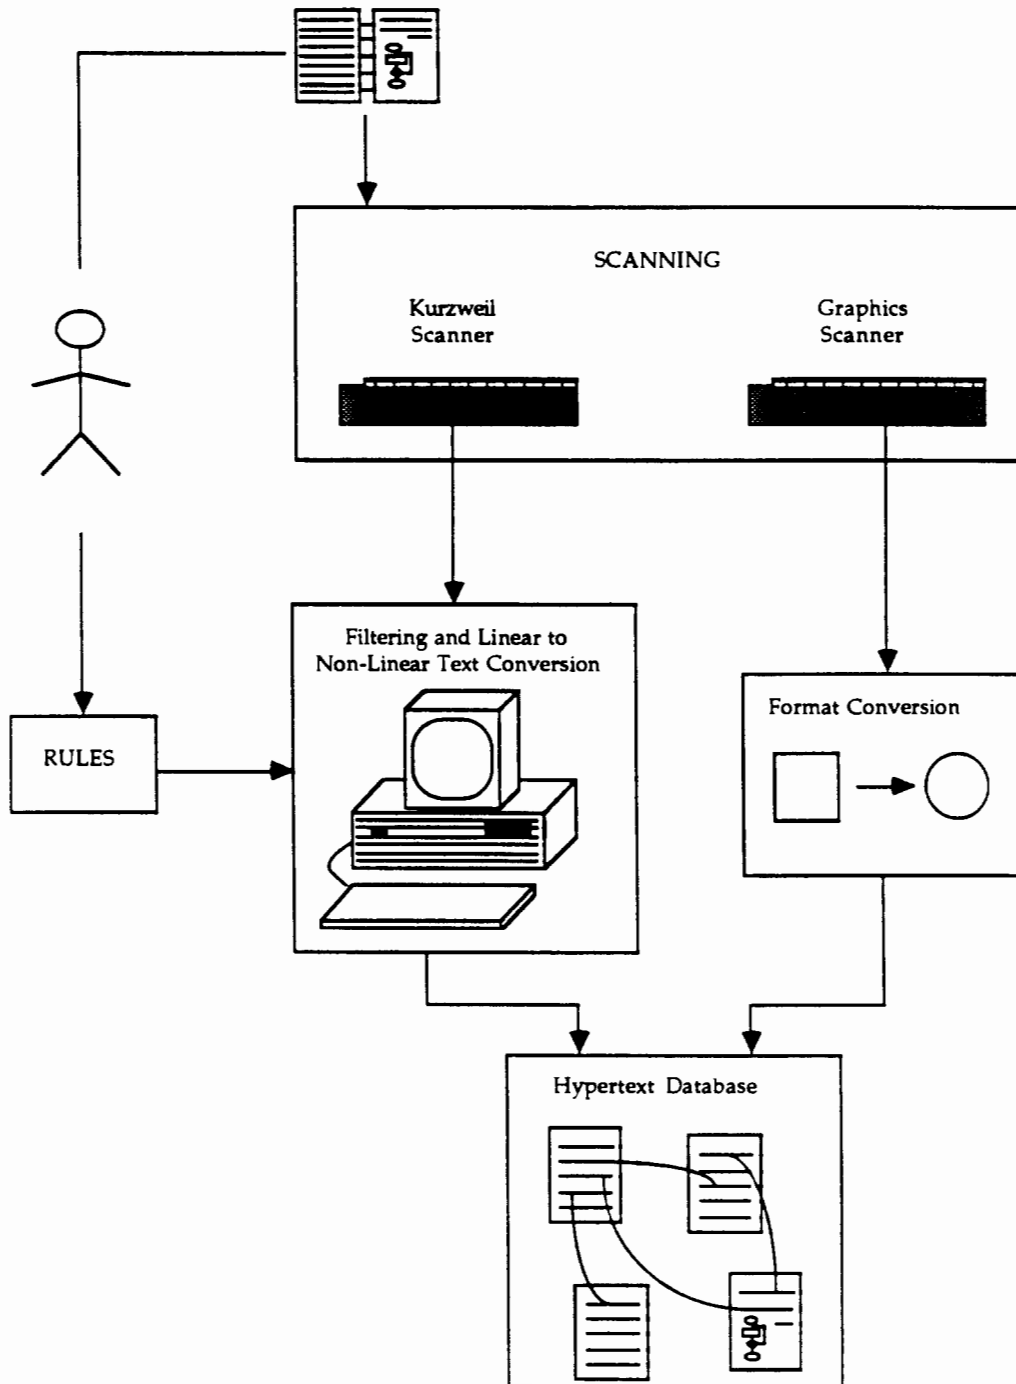 SCANNING
Kurzweil
Scanner
Graphics
Scanner
Filtering and Linear to
Non-Linear Text Conversion
Format Conversion
RULES
Hypertext Database